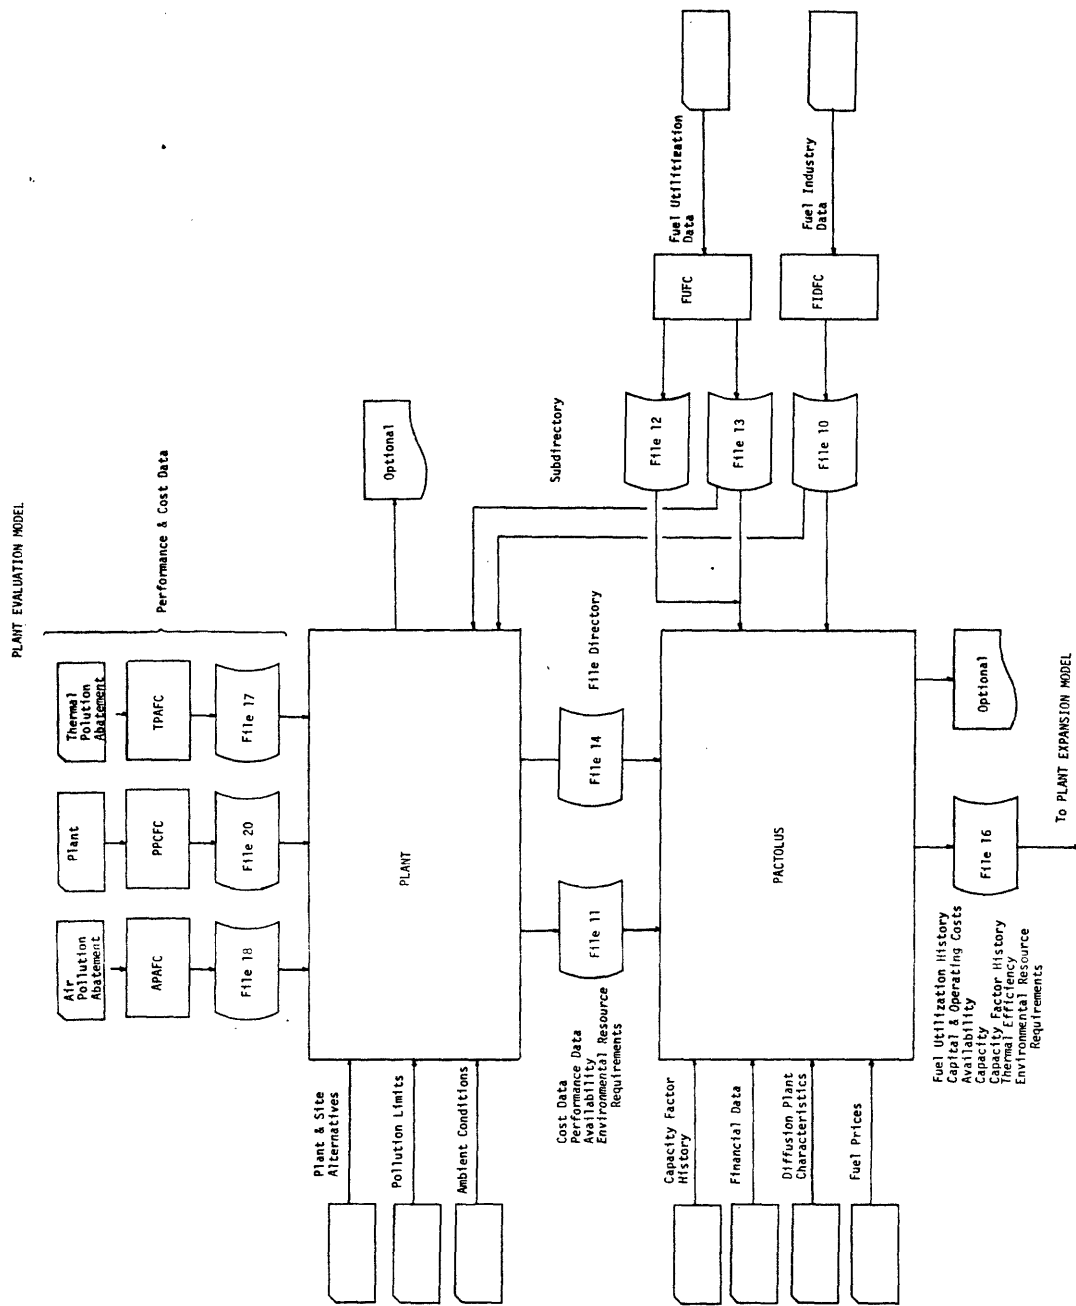 PLANT EVALUATION MODEL
Performance & Cost Data
Air
Pollution
Abatement
Plant
Thermal
Polution
Abatement
APAFC
PPCFC
TPAFC
File 18
File 20
File 17
Plant & Site
Alternatives
Pollution Limits
Ambient Conditions
PLANT
Optional
Subdirectory
Cost Data
Performance Data
Availability
Environmental Resource
Requirements
File 11
File 14
File Directory
File 12
File 13
File 10
FUFC
FIDFC
Fuel Utilitization
Data
Fuel Industry
Data
Capacity Factor
History
Financial Data
Diffusion Plant
Characteristics
Fuel Prices
PACTOLUS
Fuel Utilization History
Capital & Operating Costs
Availability
Capacity
Capacity Factor History
Thermal Efficiency
Environmental Resource
Requirements
File 16
Optional
To PLANT EXPANSION MODEL